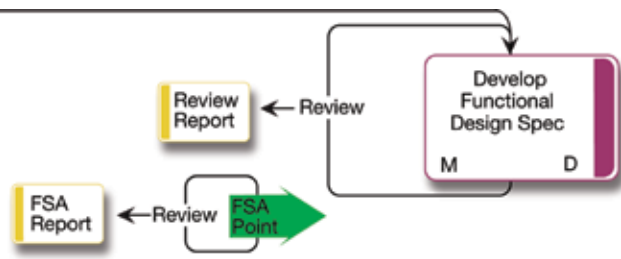 Develop
Functional
Design Spec
M D
Review
Report
Review
FSA
Report
Review
FSA
Point